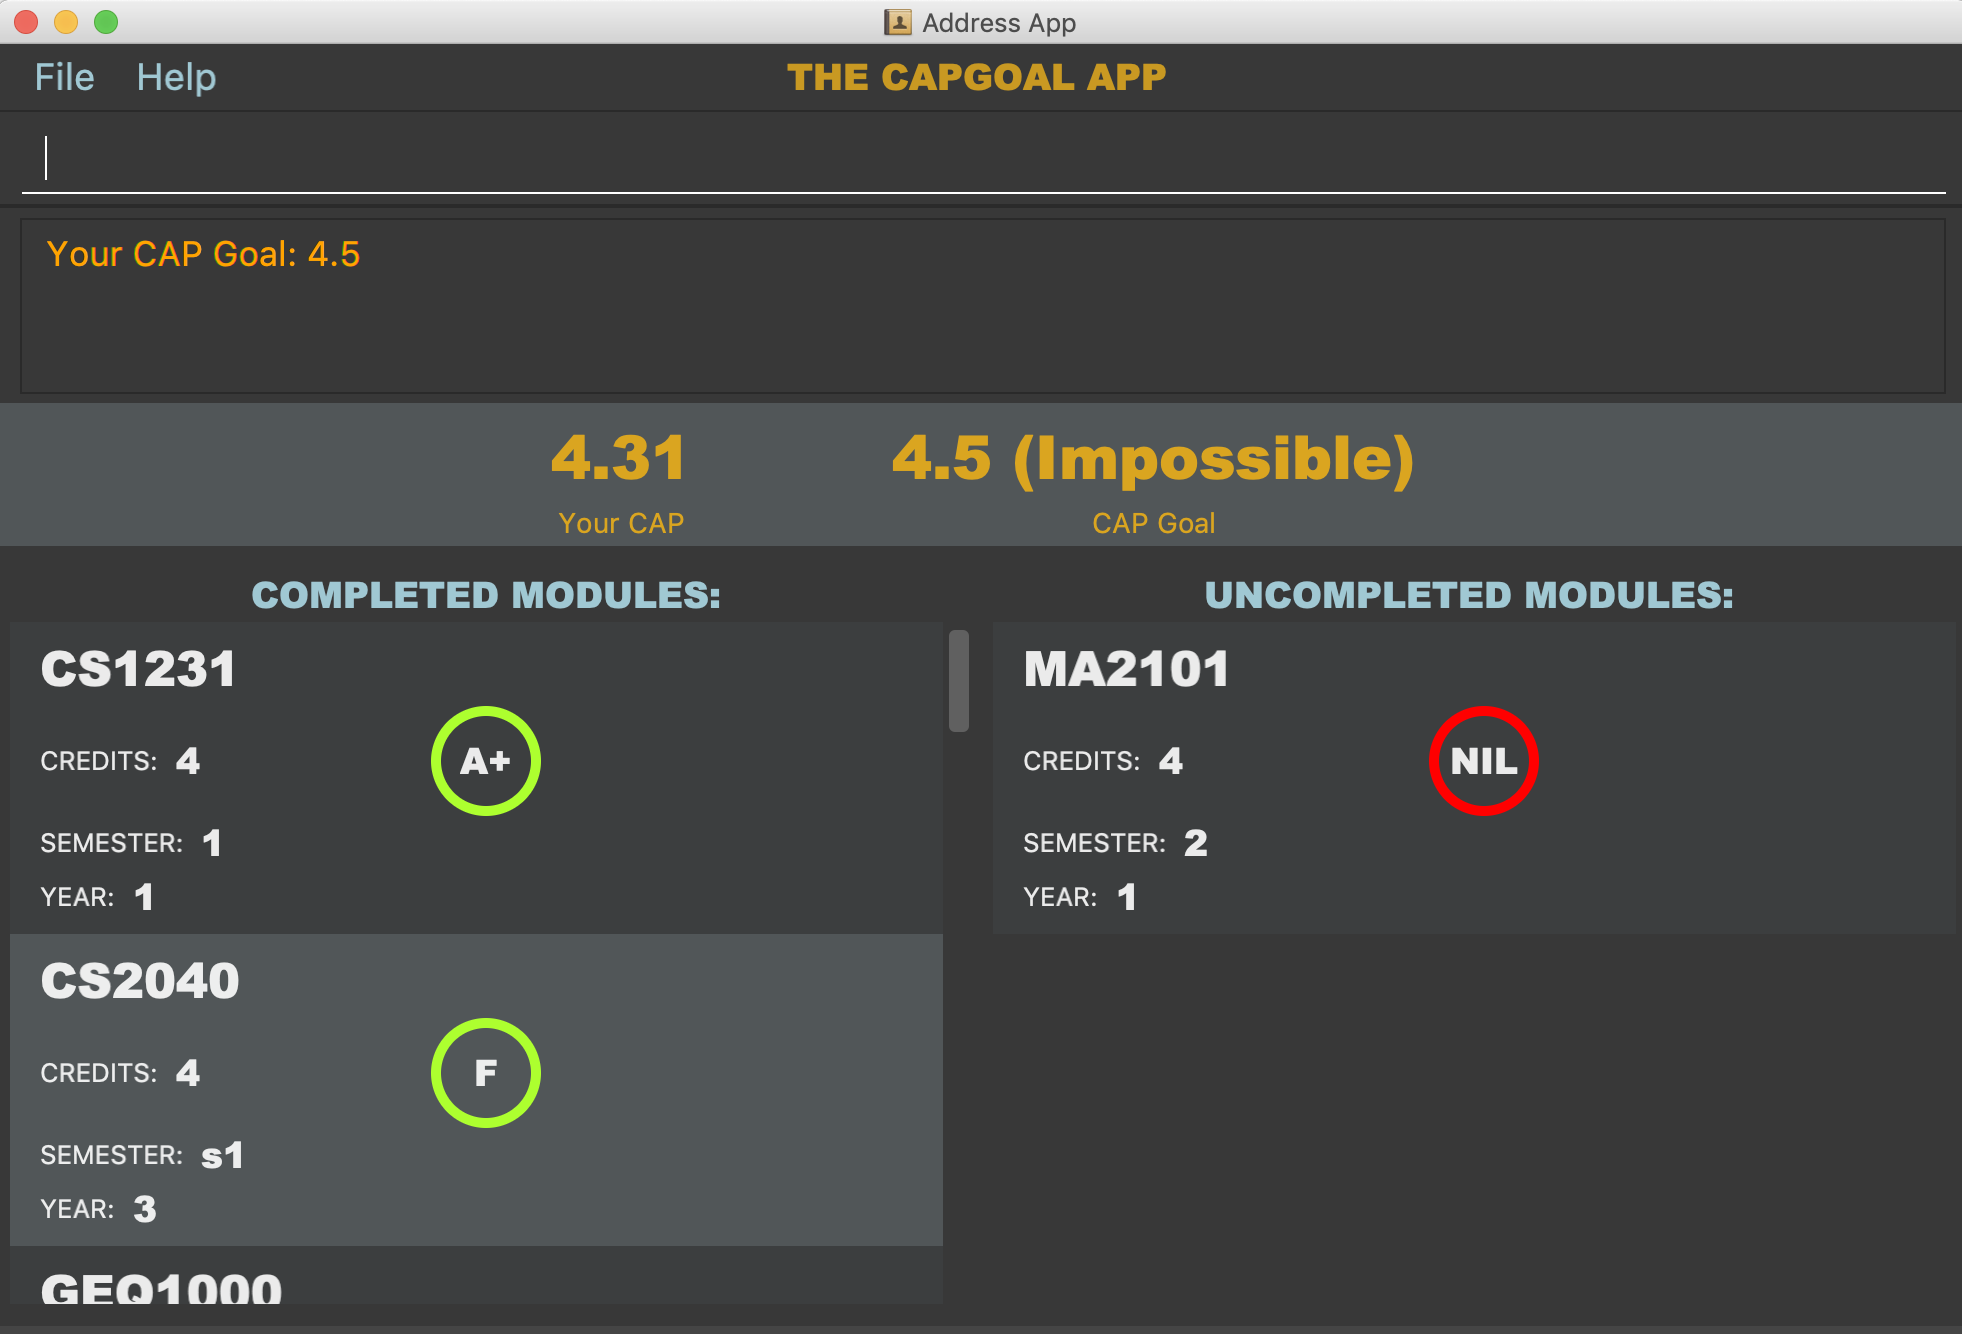 Address App
File Help THE CAPGOAL APP
Your CAP Goal: 4.5
4.31 4.5 (Impossible)
Your CAP CAP Goal
COMPLETED MODULES: UNCOMPLETED MODULES:
CS1231
CREDITS: 4 A+
SEMESTER: 1
YEAR: 1
CS2040
CREDITS: 4 F
SEMESTER: s1
YEAR: 3
GEQ1000
MA2101
CREDITS: 4 NIL
SEMESTER: 2
YEAR: 1